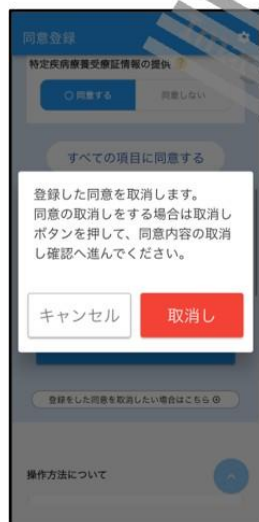 同意登録
特定疾病療養受療証情報の提供
同意する 同意しない
すべての項目に同意する
登録した同意を取消します。
同意の取消しをする場合は取消し
ボタンを押して、同意内容の取消
し確認へ進んでください。
キャンセル 取消し
登録をした同意を取消したい場合はこちら
操作方法について